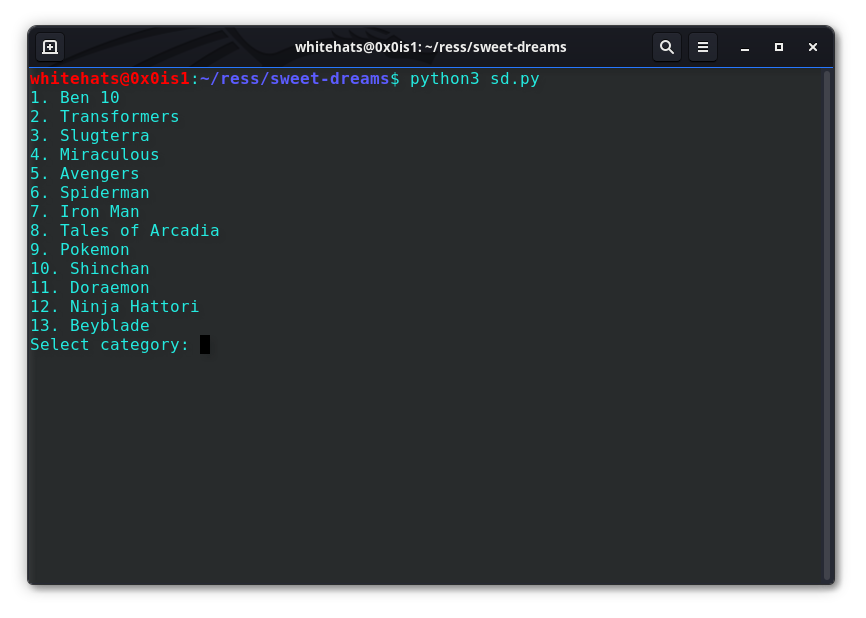 whitehats@0x0is1: ~/ress/sweet-dreams
whitehats@0x0is1:~/ress/sweet-dreams$ python3 sd.py
1. Ben 10
2. Transformers
3. Slugterra
4. Miraculous
5. Avengers
6. Spiderman
7. Iron Man
8. Tales of Arcadia
9. Pokemon
10. Shinchan
11. Doraemon
12. Ninja Hattori
13. Beyblade
Select category: